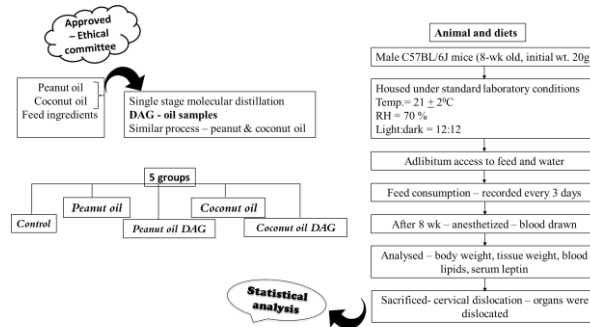 Approved
– Ethical
committee
Peanut oil
Coconut oil
Feed ingredients
Single stage molecular distillation
DAG - oil samples
Similar process – peanut & coconut oil
5 groups
Control
Peanut oil
Peanut oil DAG
Coconut oil
Coconut oil DAG
Animal and diets
Male C57BL/6J mice (8-wk old, initial wt. 20g)
Housed under standard laboratory conditions
Temp.= 21 ± 2⁰C
RH = 70 %
Light:dark = 12:12
Adlibitum access to feed and water
Feed consumption – recorded every 3 days
After 8 wk – anesthetized – blood drawn
Analysed – body weight, tissue weight, blood
lipids, serum leptin
Sacrificed- cervical dislocation – organs were
dislocated
Statistical
analysis